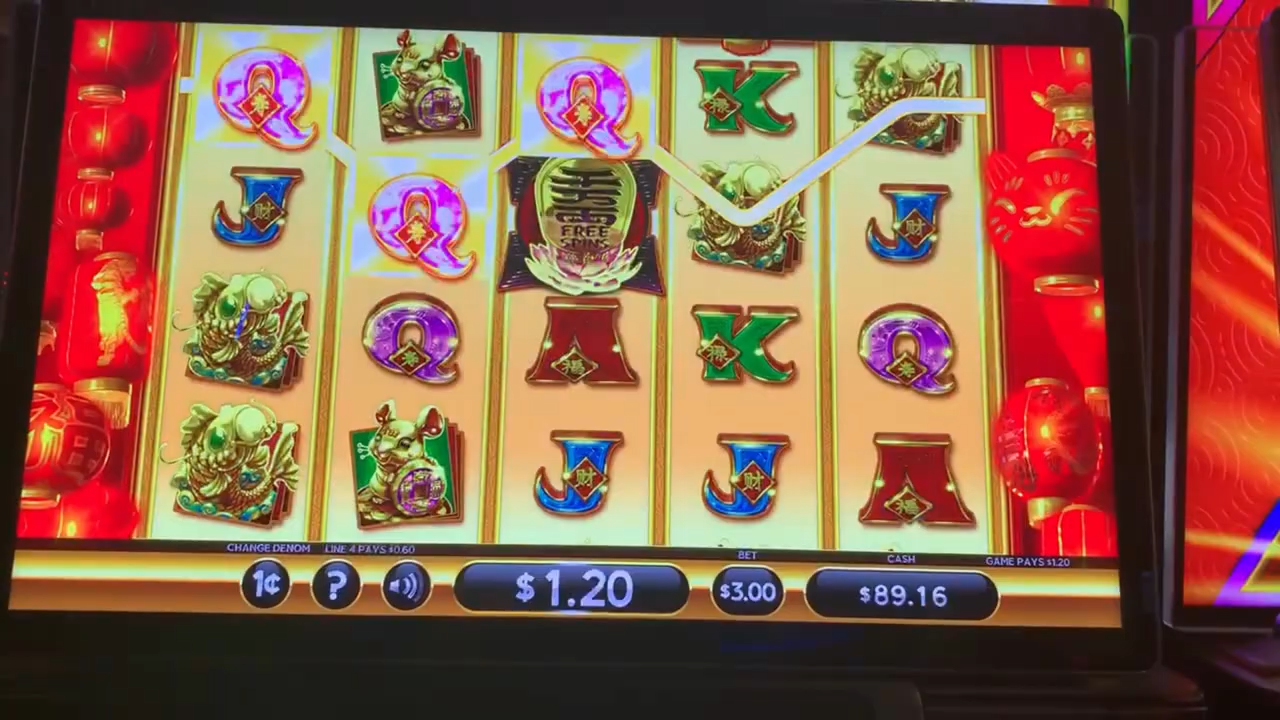 Q Q K
J Q FREE SPINS J
Q A K Q
J J A
CHANGE DENOM LINE 4 PAYS $0.60 BET CASH GAME PAYS $1.20
1¢ ? $1.20 $3.00 $89.16